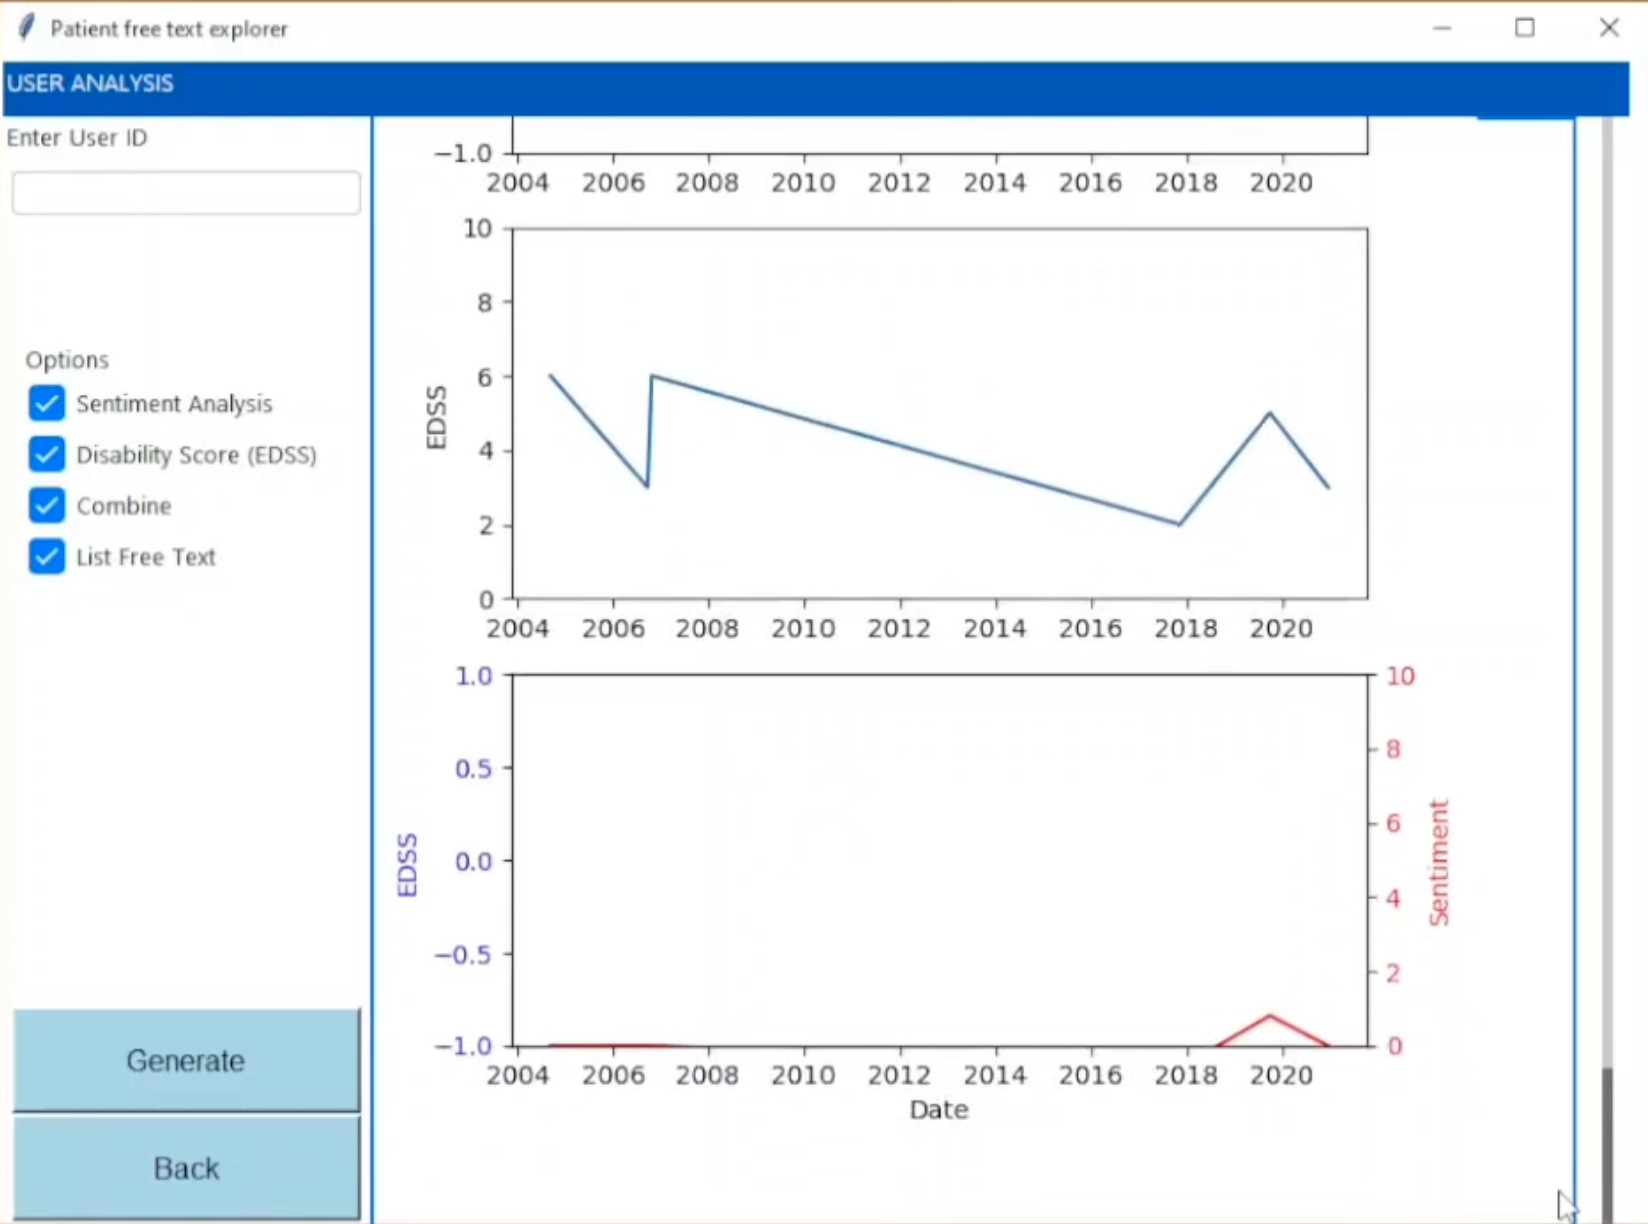 Patient free text explorer
USER ANALYSIS
Enter User ID
Options
Sentiment Analysis
Disability Score (EDSS)
Combine
List Free Text
Generate
Back
−1.0
2004 2006 2008 2010 2012 2014 2016 2018 2020
10
8
6
4
2
0
EDSS
2004 2006 2008 2010 2012 2014 2016 2018 2020
1.0
0.5
0.0
−0.5
−1.0
EDSS
10
8
6
4
2
0
Sentiment
2004 2006 2008 2010 2012 2014 2016 2018 2020
Date